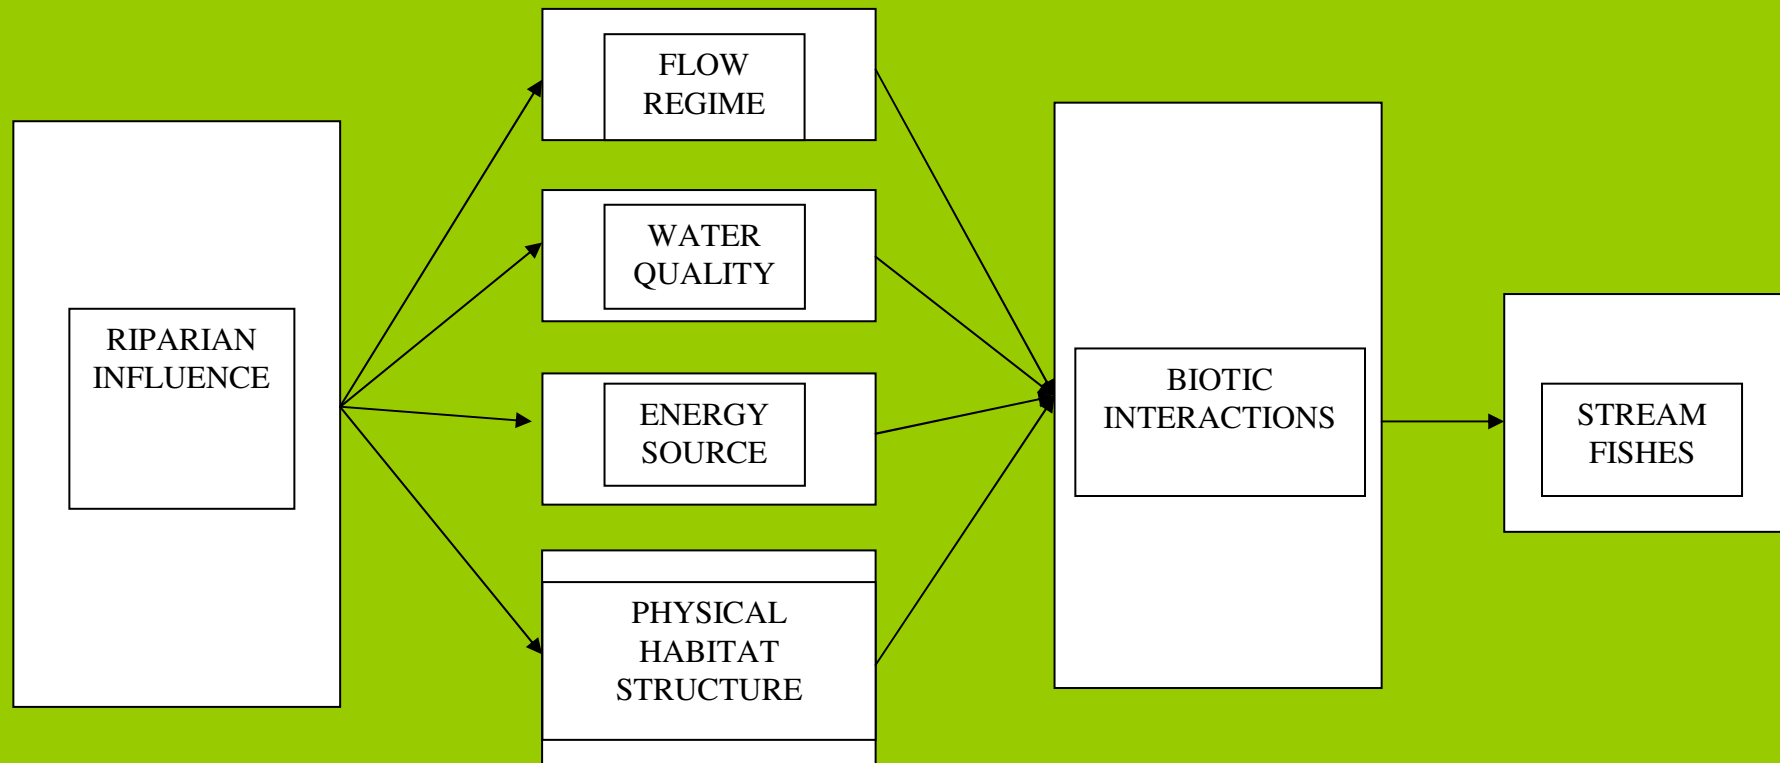 RIPARIAN
INFLUENCE
FLOW
REGIME
WATER
QUALITY
ENERGY
SOURCE
PHYSICAL
HABITAT
STRUCTURE
BIOTIC
INTERACTIONS
STREAM
FISHES